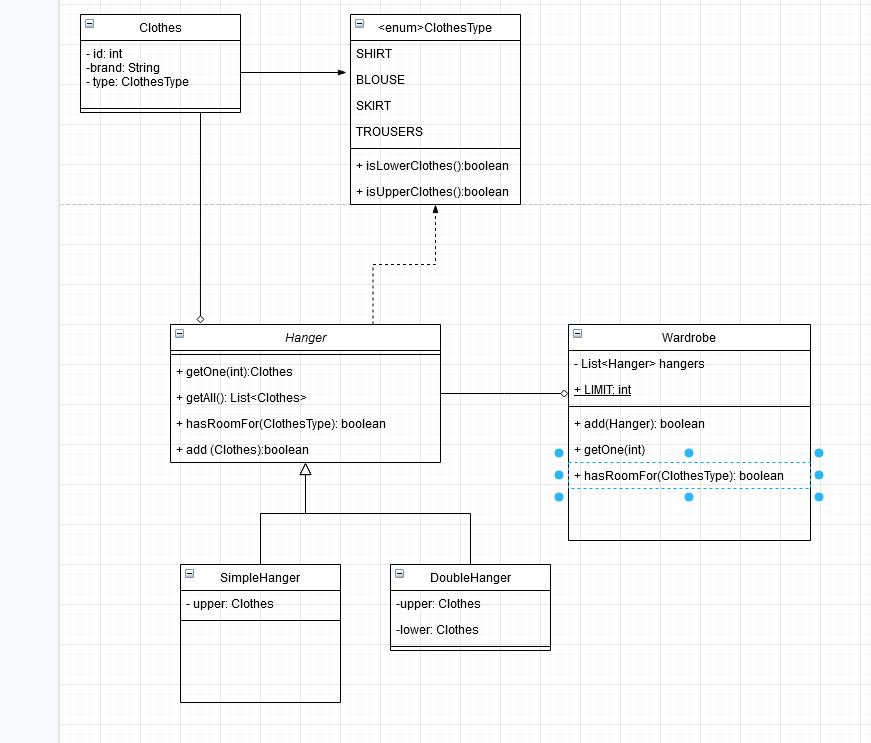 Clothes
- id: int
-brand: String
- type: ClothesType
<enum>ClothesType
SHIRT
BLOUSE
SKIRT
TROUSERS
+ isLowerClothes():boolean
+ isUpperClothes():boolean
Hanger
+ getOne(int):Clothes
+ getAll(): List<Clothes>
+ hasRoomFor(ClothesType): boolean
+ add (Clothes):boolean
Wardrobe
- List<Hanger> hangers
+ LIMIT: int
+ add(Hanger): boolean
+ getOne(int)
+ hasRoomFor(ClothesType): boolean
SimpleHanger
- upper: Clothes
DoubleHanger
-upper: Clothes
-lower: Clothes